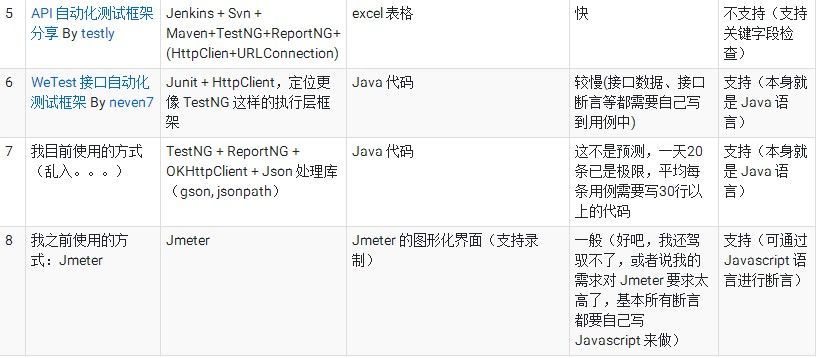 5
API 自动化测试框架
分享 By testly
Jenkins + Svn +
Maven+TestNG+ReportNG+
(HttpClien+URLConnection)
excel 表格
快
不支持（支持
关键字段检
查）
6
WeTest 接口自动化
测试框架 By neven7
Junit + HttpClient，定位更
像 TestNG 这样的执行层框
架
Java 代码
较慢(接口数据、接口
断言等都需要自己写
到用例中)
支持（本身就
是 Java 语
言）
7
我目前使用的方式
（乱入。。。）
TestNG + ReportNG +
OKHttpClient + Json 处理库
（gson, jsonpath）
Java 代码
这不是预测，一天20
条已是极限，平均每
条用例需要写30行以
上的代码
支持（本身就
是 Java 语
言）
8
我之前使用的方
式：Jmeter
Jmeter
Jmeter 的图形化界面（支持录
制）
一般（好吧，我还驾
驭不了，或者说我的
需求对 Jmeter 要求太
高了，基本所有断言
都要自己写
Javascript 来做）
支持（可通过
Javascript 语
言进行断言）